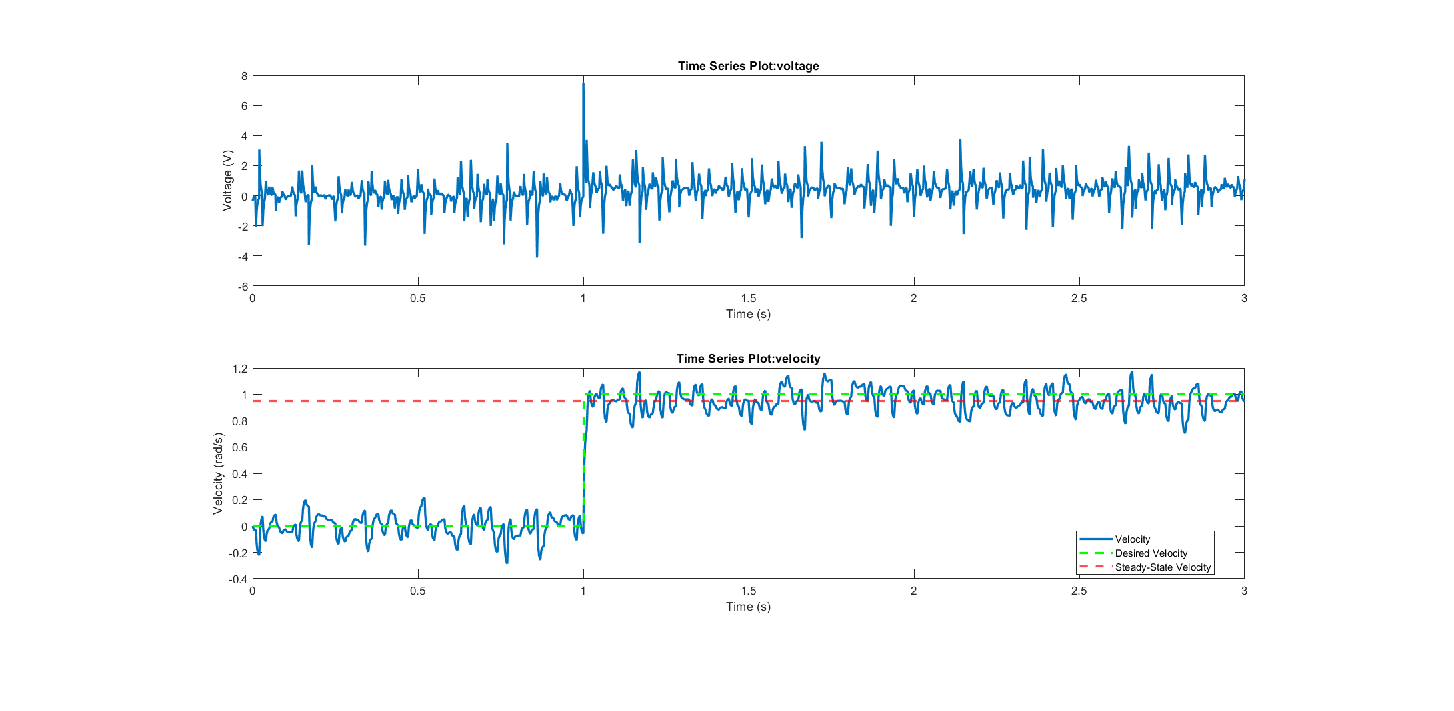 Time Series Plot:voltage
8
6
4
2
0
-2
-4
-6
Voltage (V)
0 0.5 1 1.5 2 2.5 3
Time (s)
Time Series Plot:velocity
1.2
1
0.8
0.6
0.4
0.2
0
-0.2
-0.4
Velocity (rad/s)
Velocity
Desired Velocity
Steady-State Velocity
0 0.5 1 1.5 2 2.5 3
Time (s)